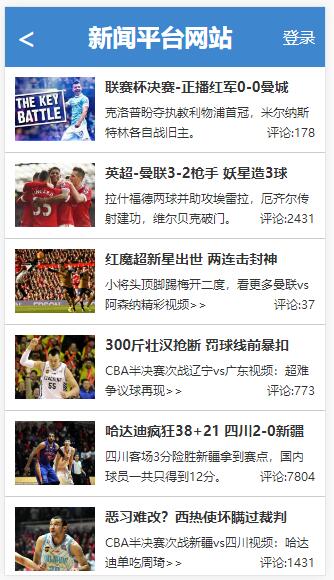 < 新闻平台网站 登录
THE KEY
BATTLE
联赛杯决赛-正播红军0-0曼城
克洛普盼夺执教利物浦首冠，米尔纳斯
特林各自战旧主。 评论:178
英超-曼联3-2枪手 妖星造3球
拉什福德两球并助攻埃雷拉，厄齐尔传
射建功，维尔贝克破门。 评论:2431
红魔超新星出世 两连击封神
小将头顶脚踢梅开二度，看更多曼联vs
阿森纳精彩视频>> 评论:37
300斤壮汉抢断 罚球线前暴扣
CBA半决赛次战辽宁vs广东视频：超难
争议球再现>> 评论:773
哈达迪疯狂38+21 四川2-0新疆
四川客场3分险胜新疆拿到赛点，国内
球员一共只得到12分。 评论:7804
恶习难改？西热使坏瞒过裁判
CBA半决赛次战新疆vs四川视频：哈达
迪单吃周琦>> 评论:1431